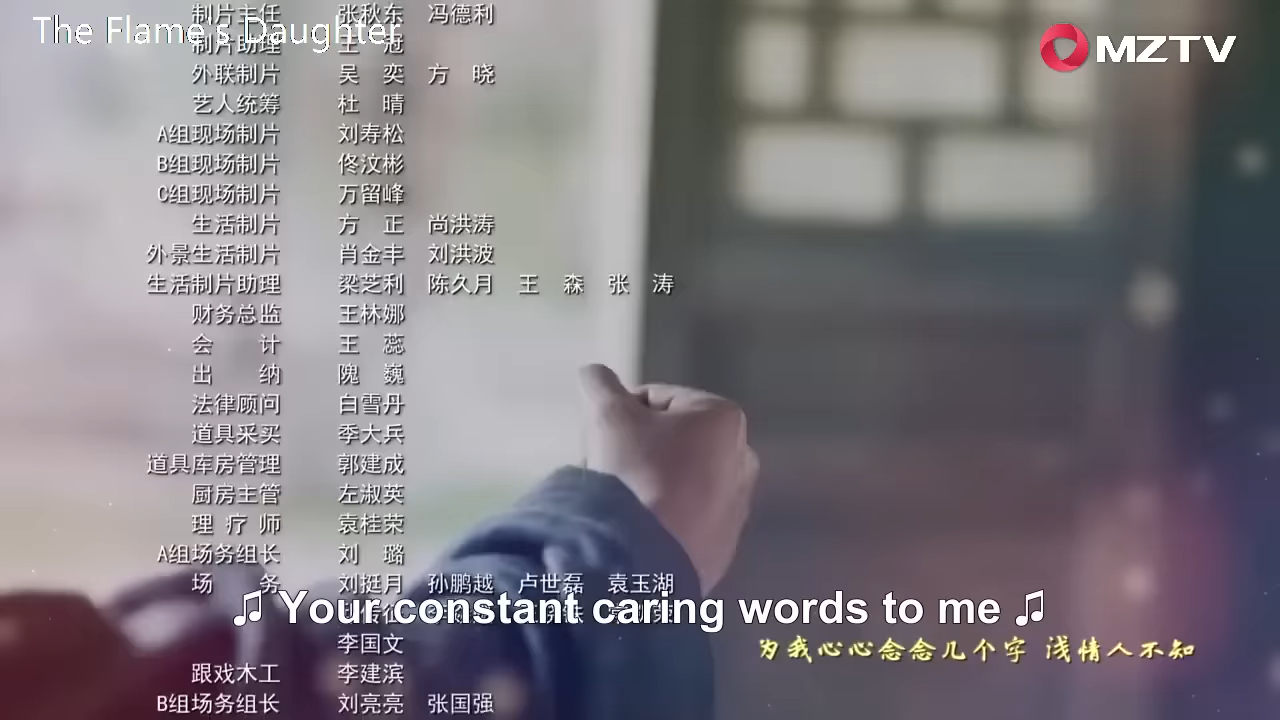 制片主任 张秋东 冯德利
The Flame's Daughter
MZTV
制片助理 王 冠
外联制片 吴 奕 方 晓
艺人统筹 杜 晴
A组现场制片 刘寿松
B组现场制片 佟汶彬
C组现场制片 万留峰
生活制片 方 正 尚洪涛
外景生活制片 肖金丰 刘洪波
生活制片助理 梁芝利 陈久月 王 森 张 涛
财务总监 王林娜
会 计 王 蕊
出 纳 隗 巍
法律顾问 白雪丹
道具采买 季大兵
道具库房管理 郭建成
厨房主管 左淑英
理 疗 师 袁桂荣
A组场务组长 刘 璐
场 务 刘挺月 孙鹏越 卢世磊 袁玉湖
♫ Your constant caring words to me ♫
李国文
为我心心念念几个字 浅情人不知
跟戏木工 李建滨
B组场务组长 刘亮亮 张国强